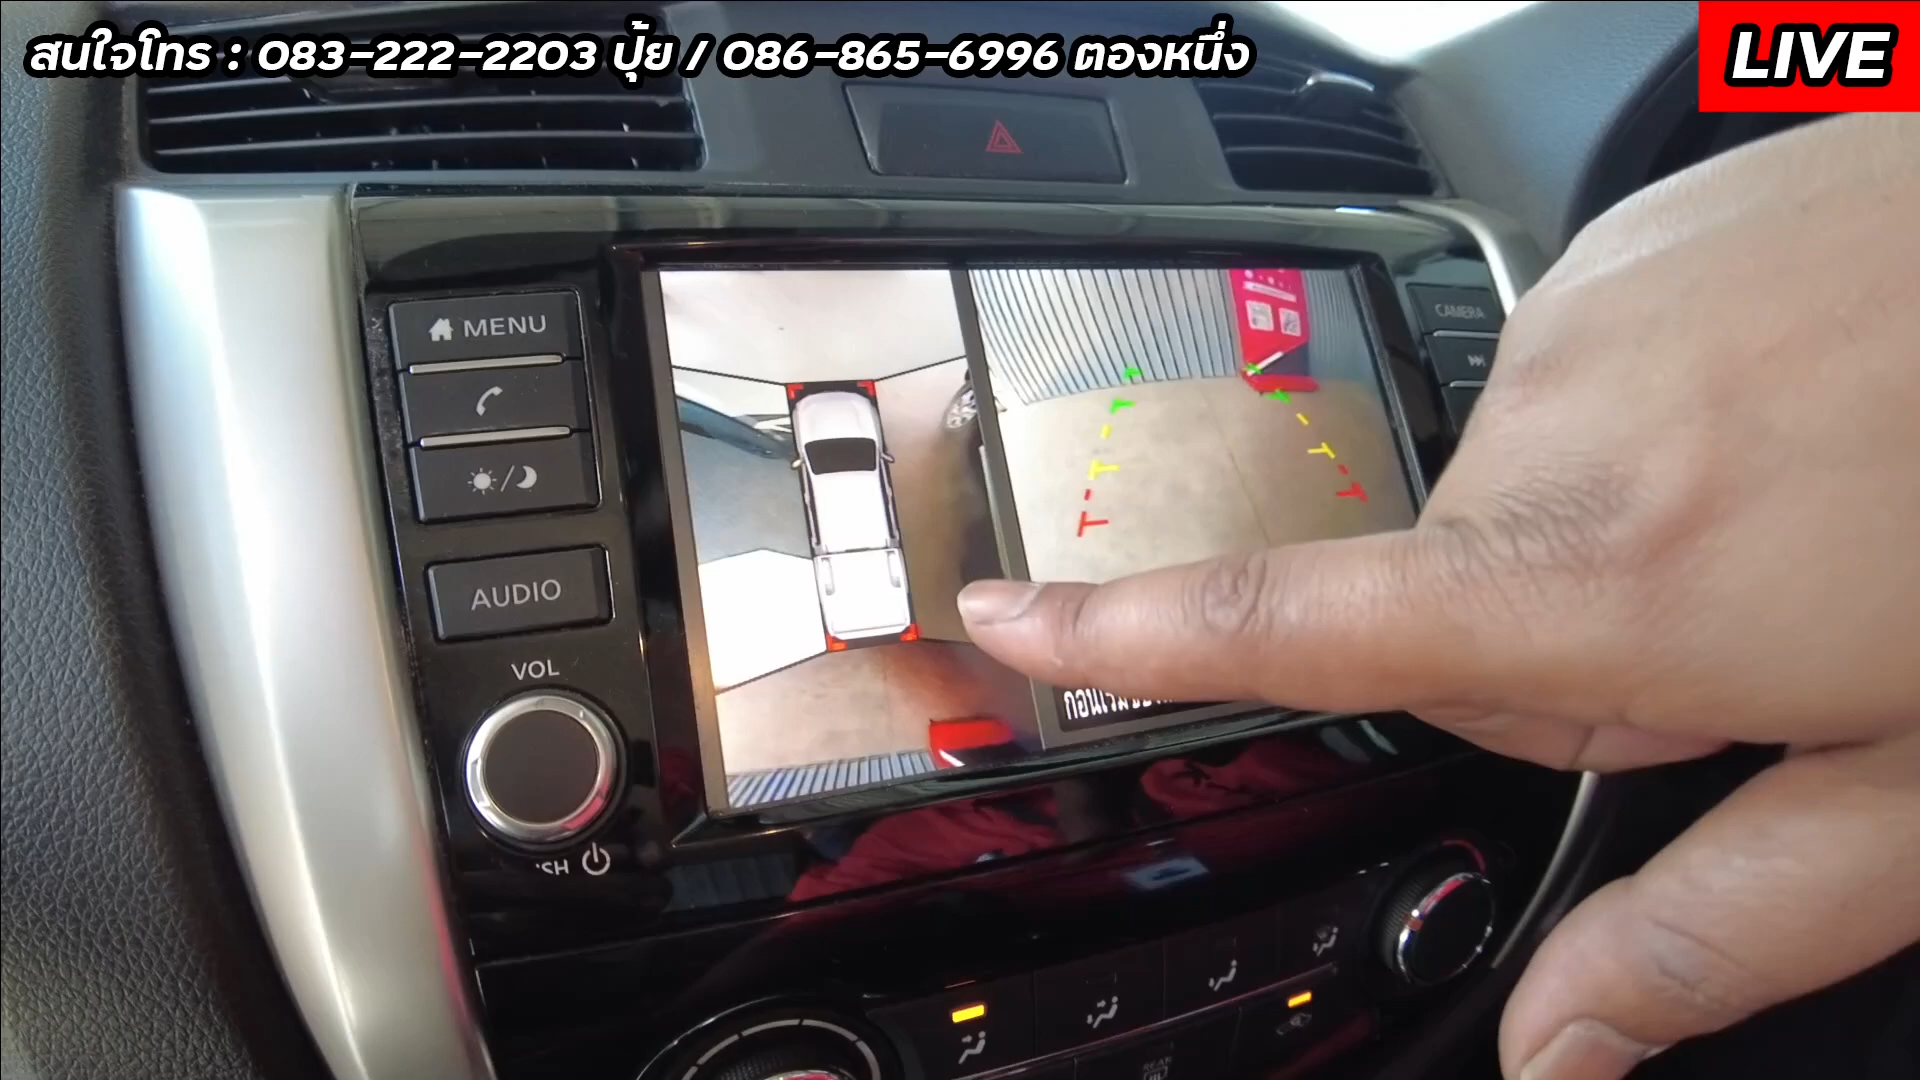 สนใจโทร : 083-222-2203 ปุ้ย / 086-865-6996 ตองหนึ่ง
LIVE
MENU
CAMERA
AUDIO
VOL
REAR